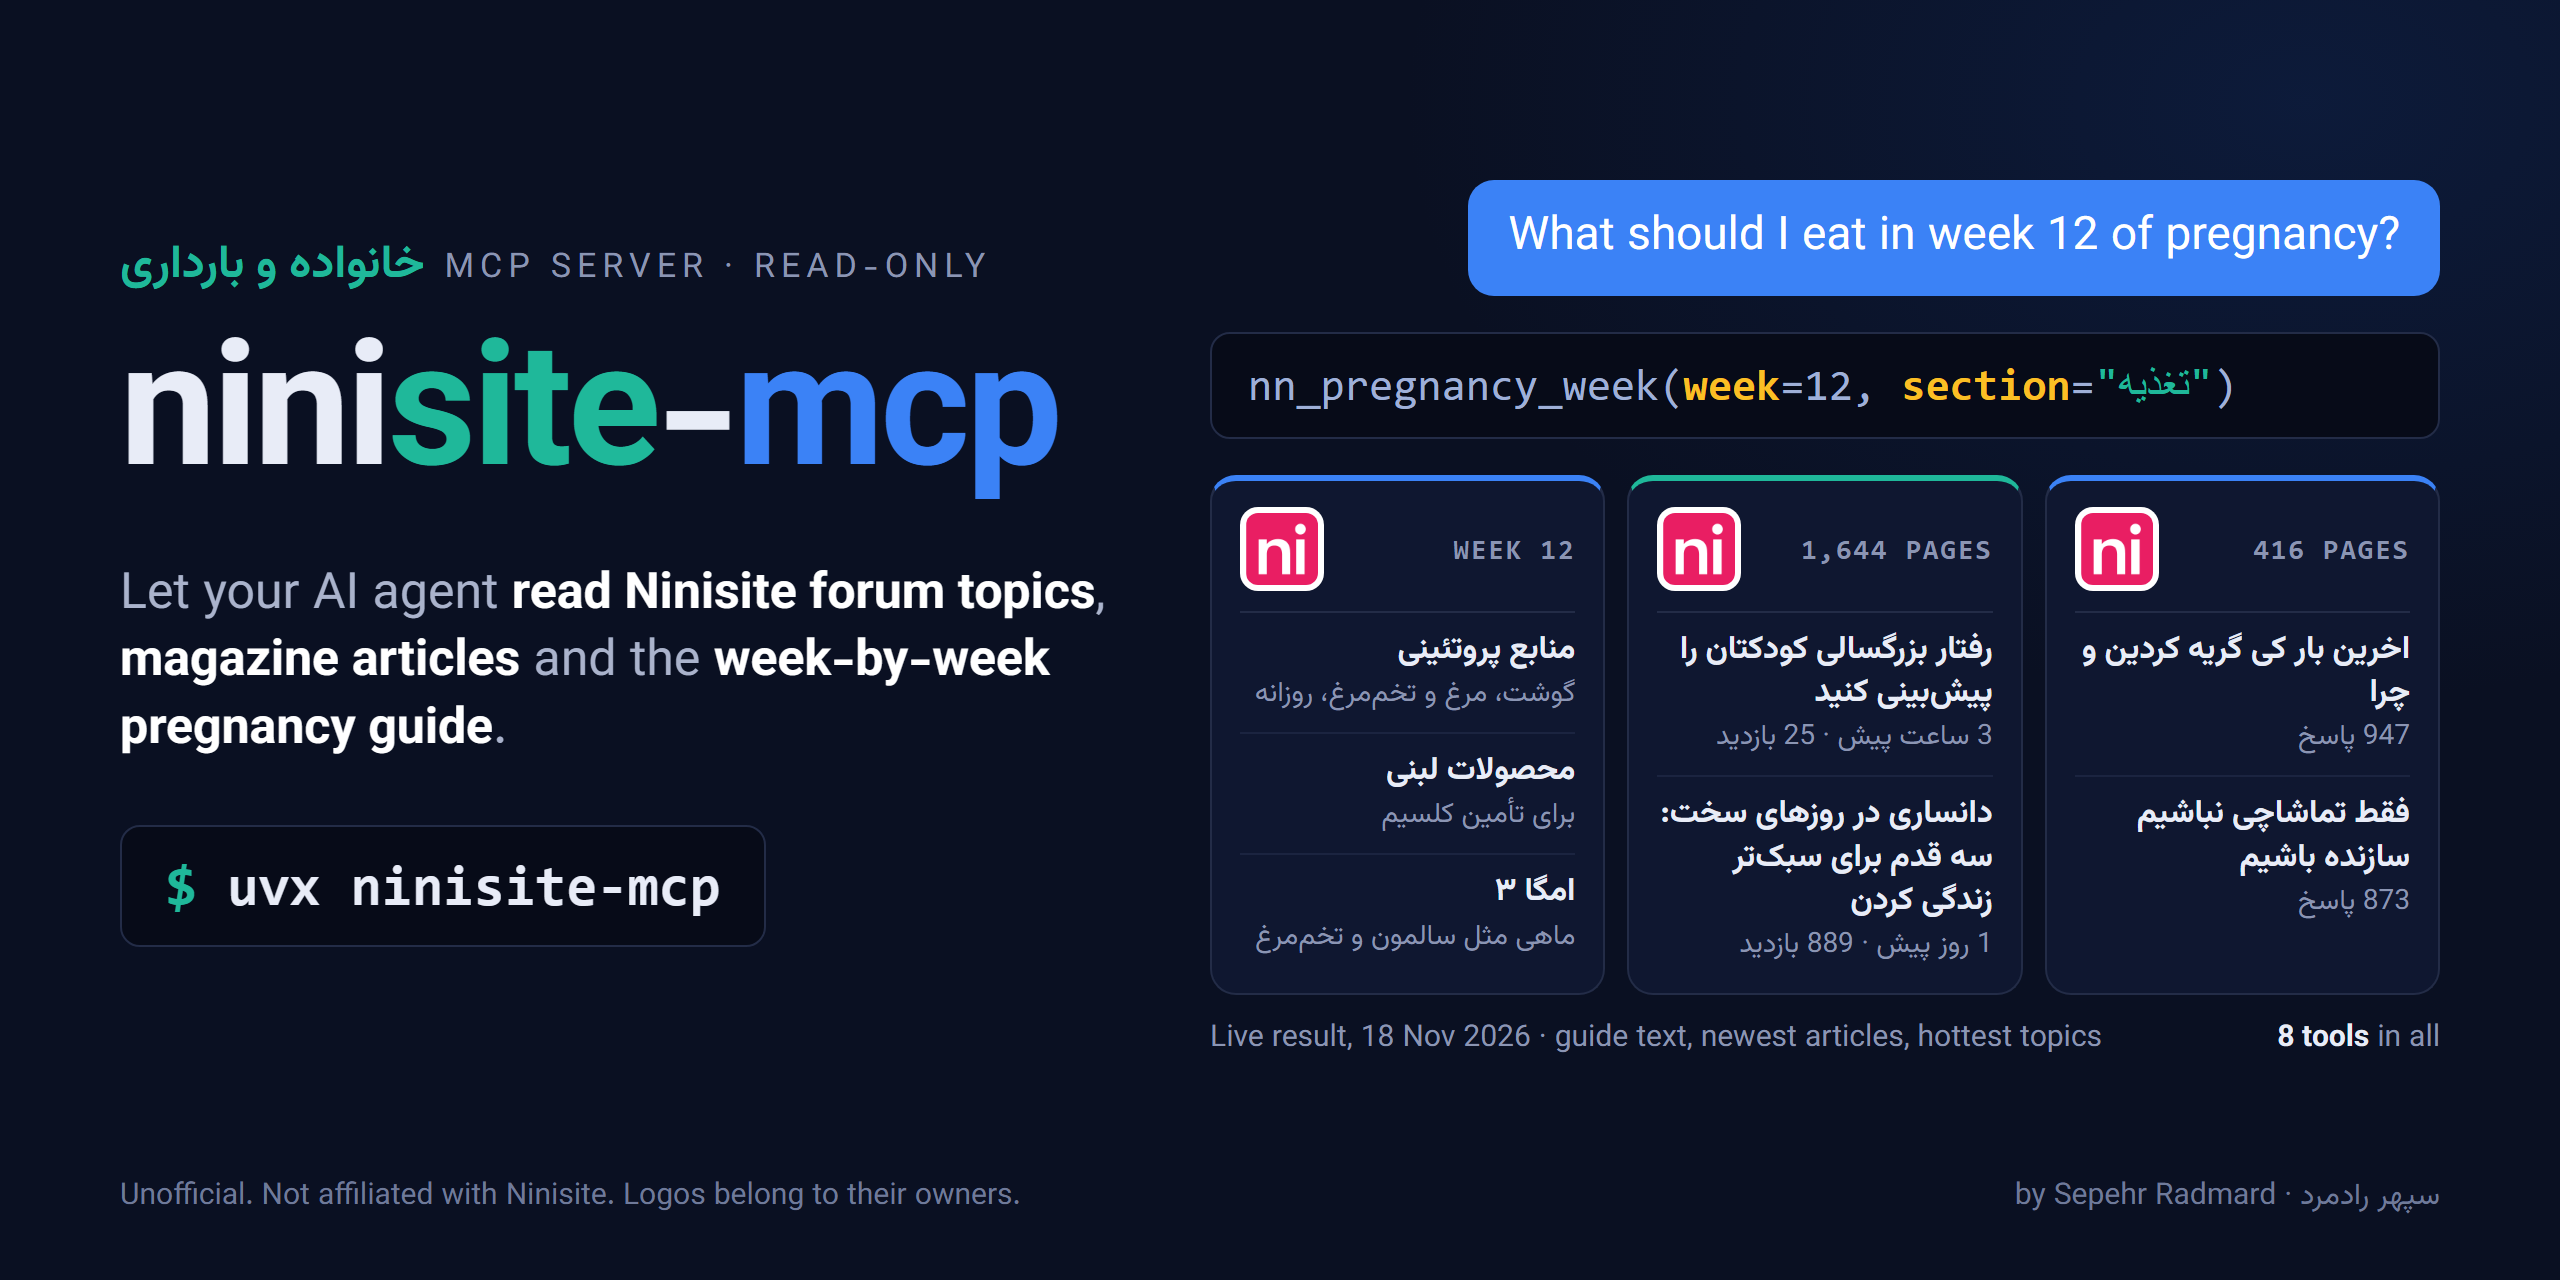 خانواده و بارداری MCP SERVER · READ-ONLY
ninisite-mcp
Let your AI agent read Ninisite forum topics,
magazine articles and the week-by-week
pregnancy guide.
$ uvx ninisite-mcp
What should I eat in week 12 of pregnancy?
nn_pregnancy_week(week=12, section="تغذیه")
ni WEEK 12
منابع پروتئینی
گوشت، مرغ و تخم‌مرغ، روزانه
محصولات لبنی
برای تأمین کلسیم
امگا ۳
ماهی مثل سالمون و تخم‌مرغ
ni 1,644 PAGES
رفتار بزرگسالی کودکتان را
پیش‌بینی کنید
3 ساعت پیش · 25 بازدید
دانساری در روزهای سخت:
سه قدم برای سبک‌تر
زندگی کردن
1 روز پیش · 889 بازدید
ni 416 PAGES
اخرین بار کی گریه کردین و
چرا
947 پاسخ
فقط تماشاچی نباشیم
سازنده باشیم
873 پاسخ
Live result, 18 Nov 2026 · guide text, newest articles, hottest topics
8 tools in all
Unofficial. Not affiliated with Ninisite. Logos belong to their owners.
by Sepehr Radmard · سپهر رادمرد